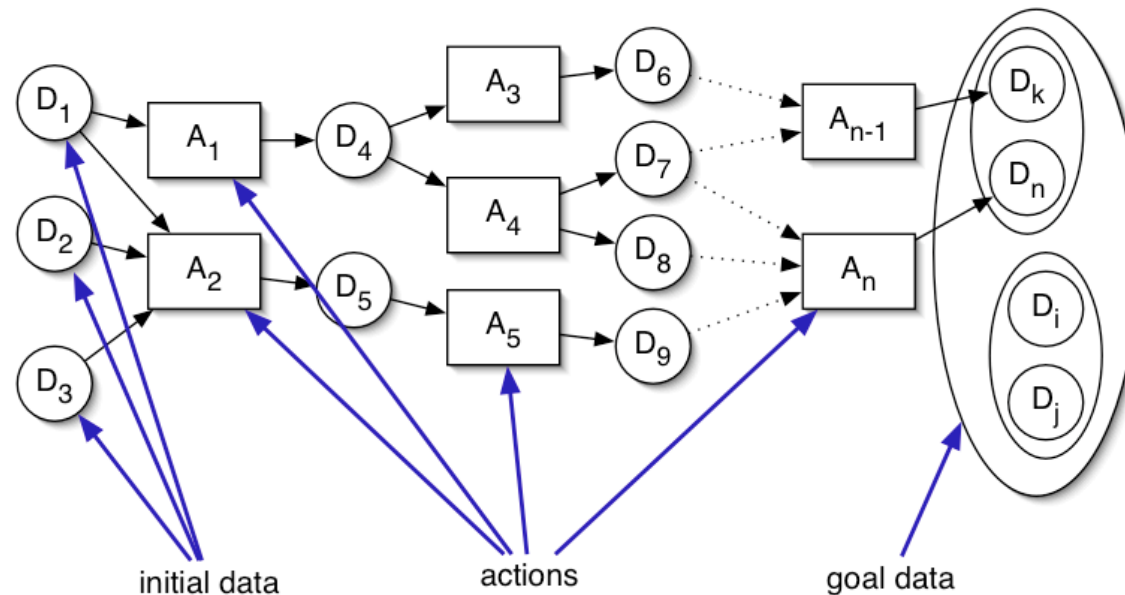 D1
A1
D4
A3
D6
An-1
Dk
D2
A2
D5
A4
D7
Dn
D8
An
Di
D3
A5
D9
Dj
initial data
actions
goal data